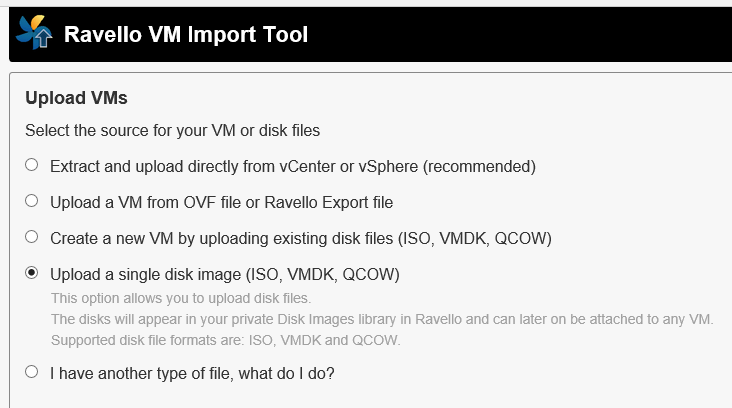 Ravello VM Import Tool
Upload VMs
Select the source for your VM or disk files
Extract and upload directly from vCenter or vSphere (recommended)
Upload a VM from OVF file or Ravello Export file
Create a new VM by uploading existing disk files (ISO, VMDK, QCOW)
Upload a single disk image (ISO, VMDK, QCOW)
This option allows you to upload disk files.
The disks will appear in your private Disk Images library in Ravello and can later on be attached to any VM.
Supported disk file formats are: ISO, VMDK and QCOW.
I have another type of file, what do I do?